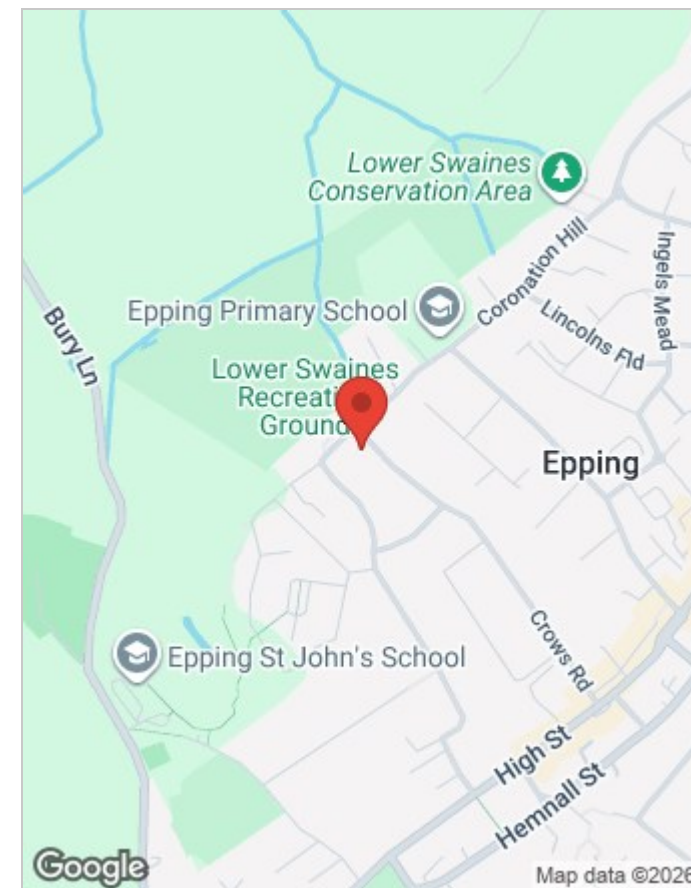 Lower Swaines
Conservation Area
Ingels Mead
Coronation Hill
Epping Primary School
Lincolns Fld
Bury Ln
Lower Swaines
Ground
Epping
Crows Rd
Epping St John's School
High St
Hemnall St
Google
Map data ©2026